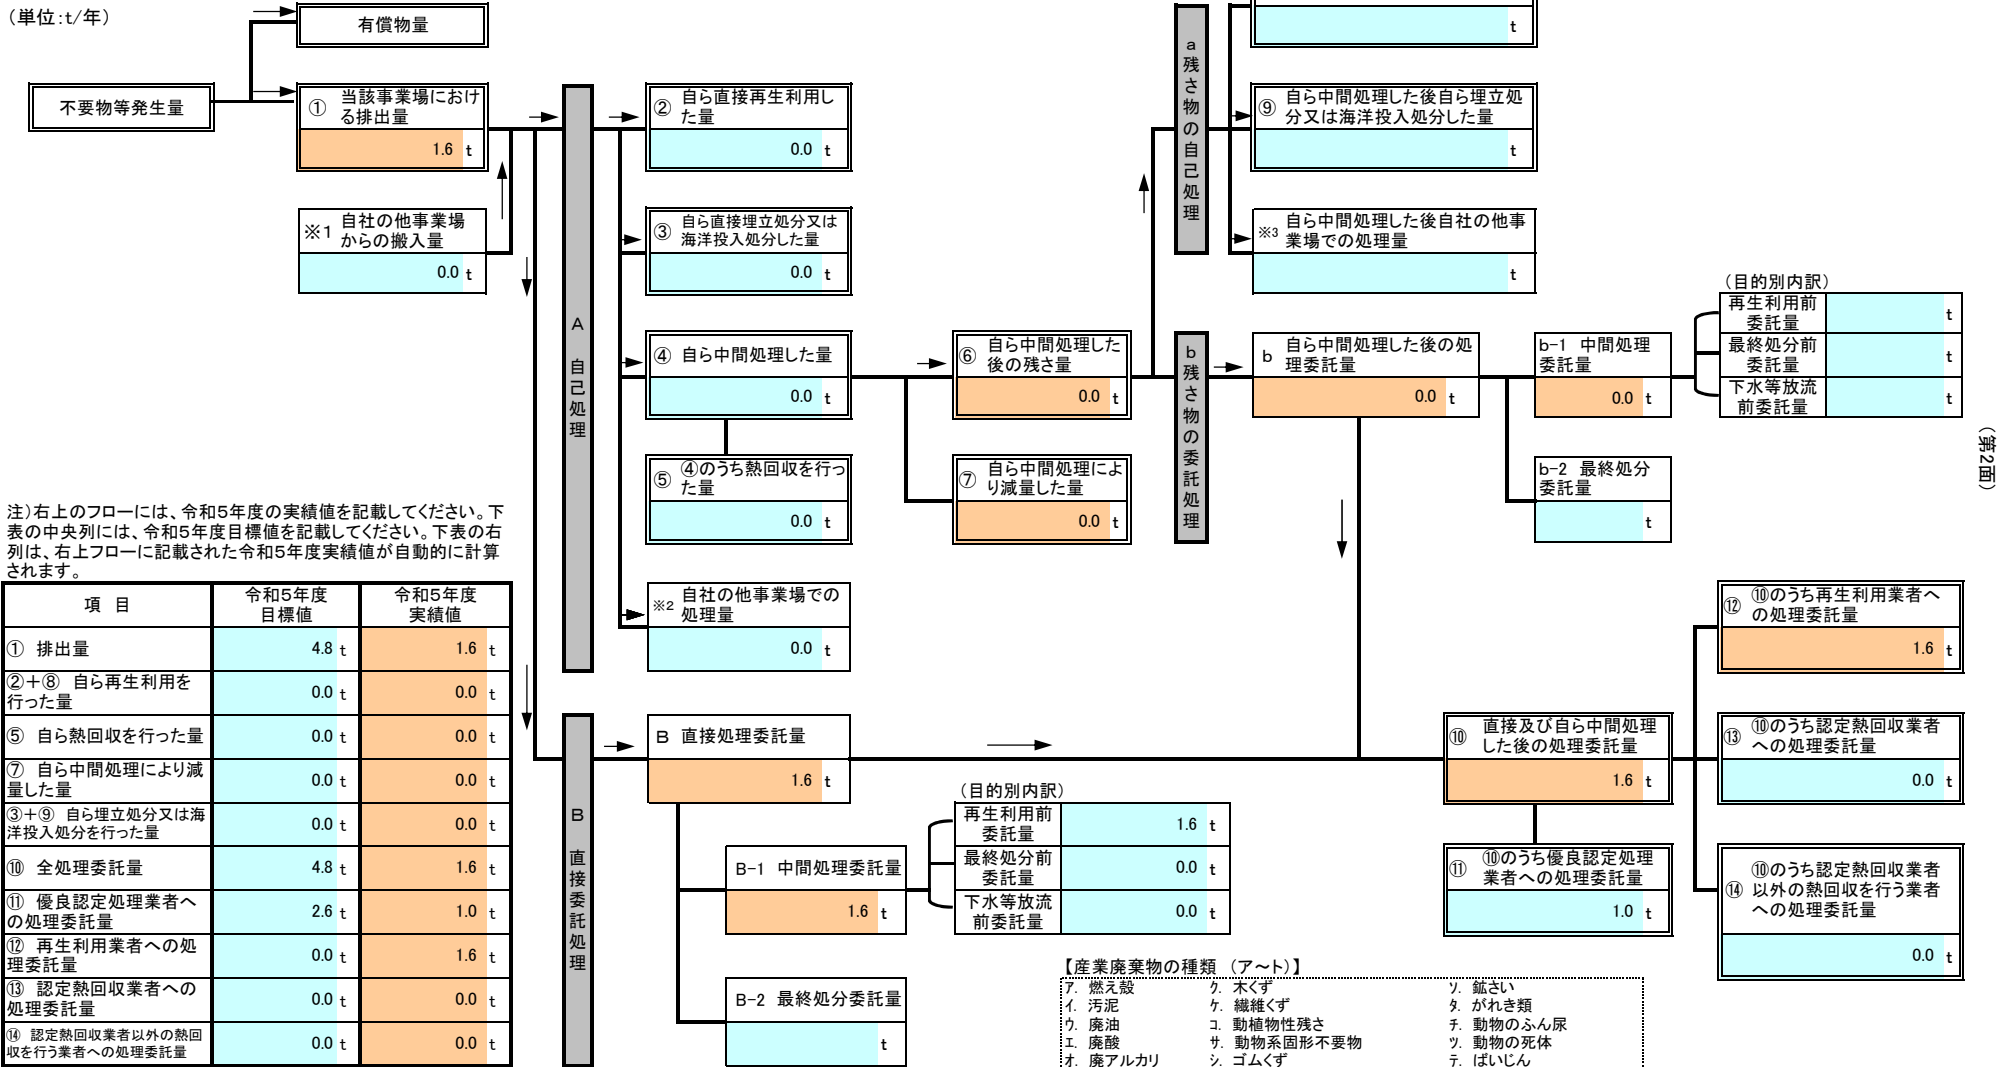 （単位：t/年）
有償物量
不要物等発生量
①
当該事業場におけ
る排出量
1.6 t
※1
自社の他事業場
からの搬入量
0.0 t
A 自己処理
②
自ら直接再生利用し
た量
0.0 t
③
自ら直接埋立処分又は
海洋投入処分した量
0.0 t
④ 自ら中間処理した量
0.0 t
⑤
④のうち熱回収を行っ
た量
0.0 t
※2
自社の他事業場での
処理量
0.0 t
⑥
自ら中間処理した
後の残さ量
0.0 t
⑦
自ら中間処理によ
り減量した量
0.0 t
a残さ物の自己処理
t
⑨
自ら中間処理した後自ら埋立処
分又は海洋投入処分した量
t
※3
自ら中間処理した後自社の他事
業場での処理量
t
b残さ物の委託処理
b
自ら中間処理した後の処
理委託量
0.0 t
b-1 中間処理
委託量
0.0 t
b-2 最終処分
委託量
t
（目的別内訳）
再生利用前
委託量
t
最終処分前
委託量
t
下水等放流
前委託量
t
（第2面）
注）右上のフローには、令和5年度の実績値を記載してください。下
表の中央列には、令和5年度目標値を記載してください。下表の右
列は、右上フローに記載された令和5年度実績値が自動的に計算
されます。
項 目
令和5年度
目標値
令和5年度
実績値
① 排出量
4.8 t
1.6 t
②+⑧ 自ら再生利用を
行った量
0.0 t
0.0 t
⑤ 自ら熱回収を行った量
0.0 t
0.0 t
⑦ 自ら中間処理により減
量した量
0.0 t
0.0 t
③+⑨ 自ら埋立処分又は海
洋投入処分を行った量
0.0 t
0.0 t
⑩ 全処理委託量
4.8 t
1.6 t
⑪ 優良認定処理業者へ
の処理委託量
2.6 t
1.0 t
⑫ 再生利用業者への処
理委託量
0.0 t
1.6 t
⑬ 認定熱回収業者への
処理委託量
0.0 t
0.0 t
⑭ 認定熱回収業者以外の熱回
収を行う業者への処理委託量
0.0 t
0.0 t
B 直接委託処理
B 直接処理委託量
1.6 t
B-1 中間処理委託量
1.6 t
B-2 最終処分委託量
t
（目的別内訳）
再生利用前
委託量
1.6 t
最終処分前
委託量
0.0 t
下水等放流
前委託量
0.0 t
⑩
直接及び自ら中間処理
した後の処理委託量
1.6 t
⑪
⑩のうち優良認定処理
業者への処理委託量
1.0 t
⑫
⑩のうち再生利用業者へ
の処理委託量
1.6 t
⑬
⑩のうち認定熱回収業者
への処理委託量
0.0 t
⑭
⑩のうち認定熱回収業者
以外の熱回収を行う業者
への処理委託量
0.0 t
【産業廃棄物の種類 （ア～ト）】
ア. 燃え殻 ク. 木くず ソ. 鉱さい
イ. 汚泥 ケ. 繊維くず タ. がれき類
ウ. 廃油 コ. 動植物性残さ チ. 動物のふん尿
エ. 廃酸 サ. 動物系固形不要物 ツ. 動物の死体
オ. 廃アルカリ シ. ゴムくず テ. ばいじん